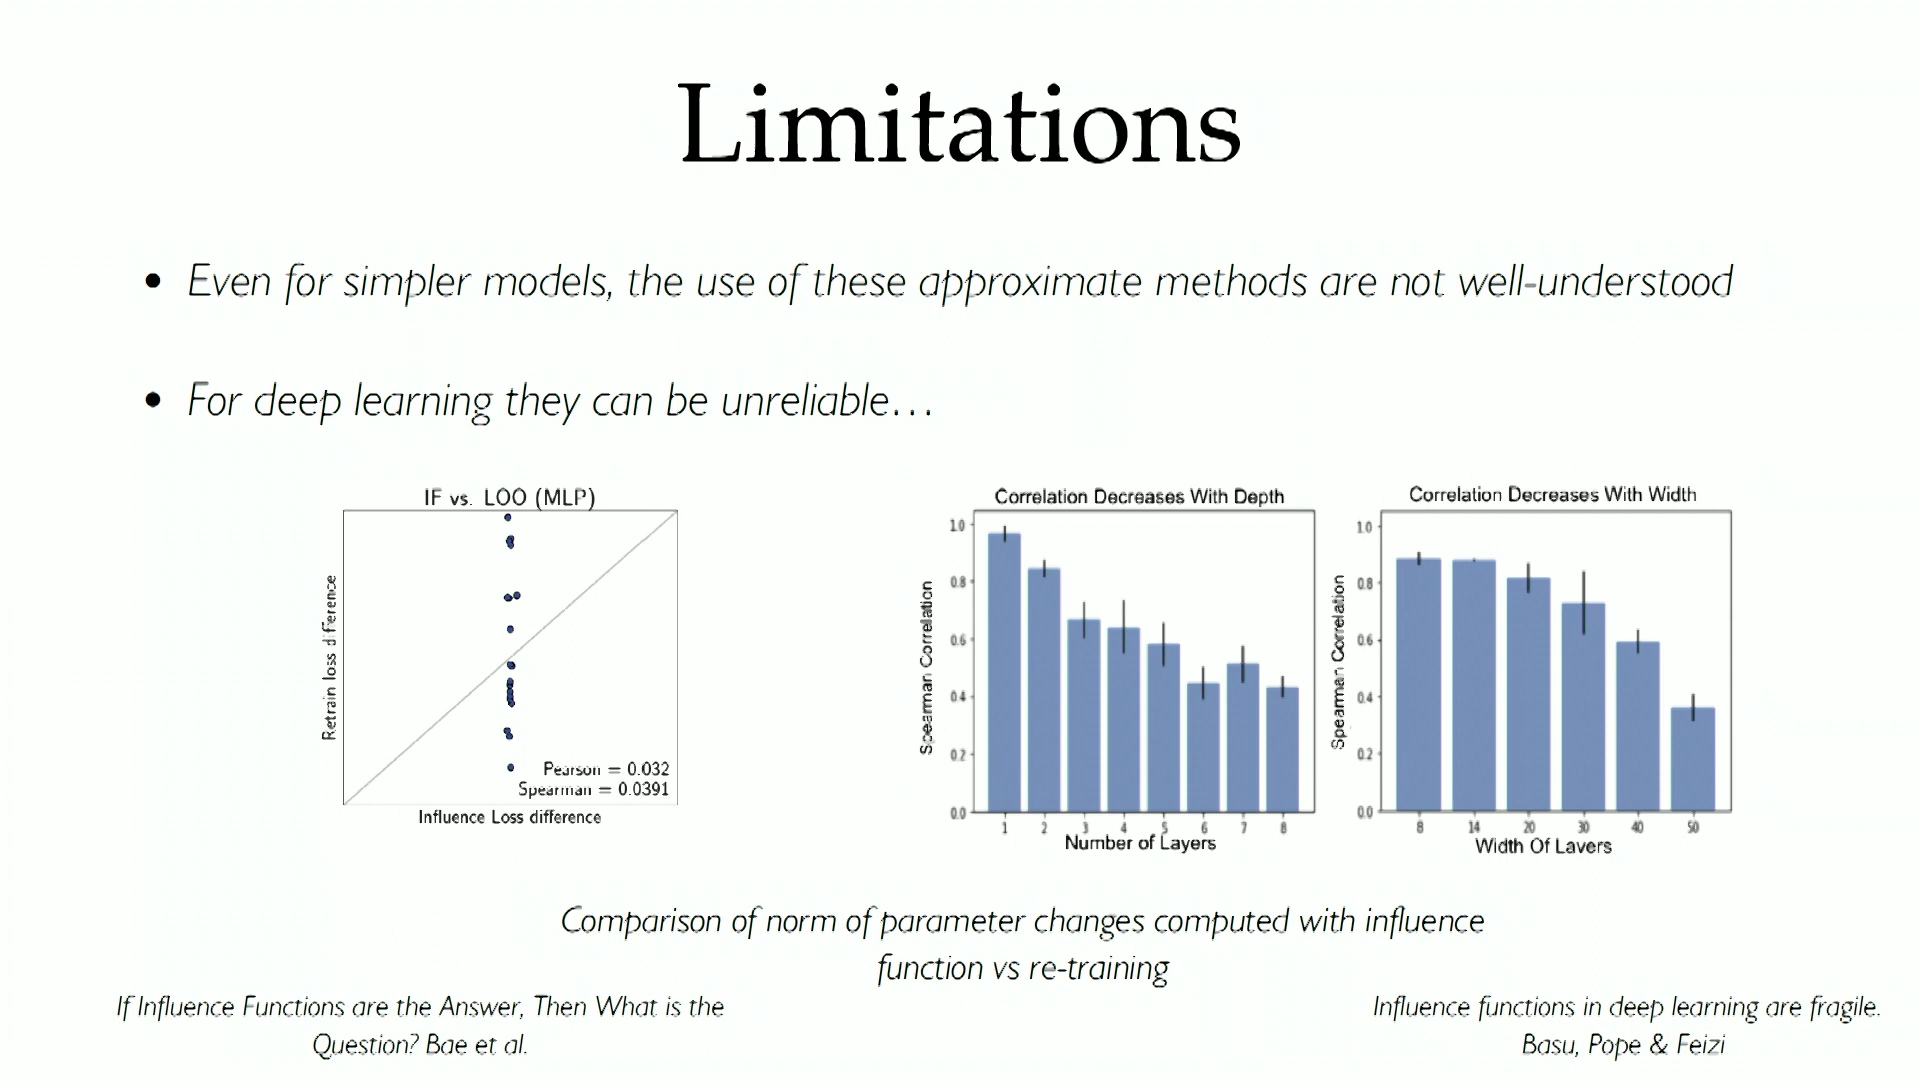 Limitations
• Even for simpler models, the use of these approximate methods are not well-understood
• For deep learning they can be unreliable…
IF vs. LOO (MLP)
Retrain loss difference
Pearson = 0.032
Spearman = 0.0391
Influence Loss difference
Correlation Decreases With Depth
Spearman Correlation
1.0
0.8
0.6
0.4
0.2
0.0
1 2 3 4 5 6 7 8
Number of Layers
Correlation Decreases With Width
Spearman Correlation
1.0
0.8
0.6
0.4
0.2
0.0
8 14 20 30 40 50
Width Of Layers
Comparison of norm of parameter changes computed with influence
function vs re-training
If Influence Functions are the Answer, Then What is the
Question? Bae et al.
Influence functions in deep learning are fragile.
Basu, Pope & Feizi